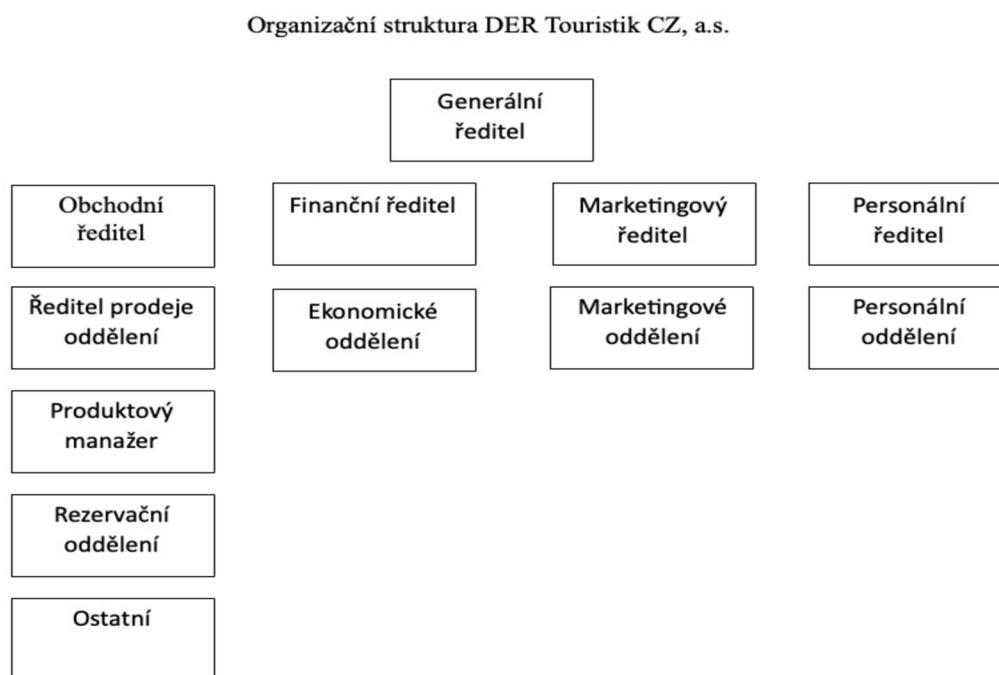 Organizační struktura DER Touristik CZ, a.s.
Generální
ředitel
Obchodní
ředitel
Finanční ředitel
Marketingový
ředitel
Personální
ředitel
Ředitel prodeje
oddělení
Ekonomické
oddělení
Marketingové
oddělení
Personální
oddělení
Produktový
manažer
Rezervační
oddělení
Ostatní